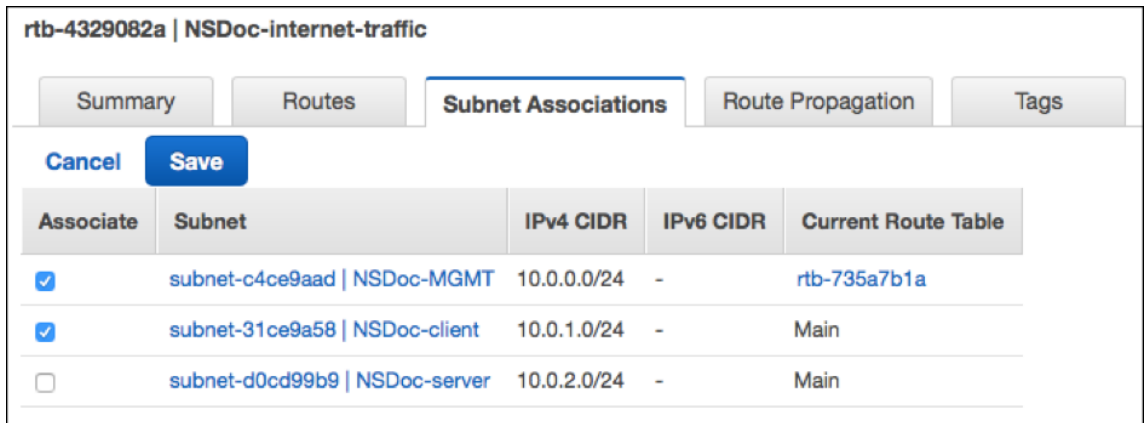 rtb-4329082a | NSDoc-internet-traffic
Summary Routes Subnet Associations Route Propagation Tags
Cancel Save
Associate Subnet IPv4 CIDR IPv6 CIDR Current Route Table
subnet-c4ce9aad | NSDoc-MGMT 10.0.0.0/24 - rtb-735a7b1a
subnet-31ce9a58 | NSDoc-client 10.0.1.0/24 - Main
subnet-d0cd99b9 | NSDoc-server 10.0.2.0/24 - Main